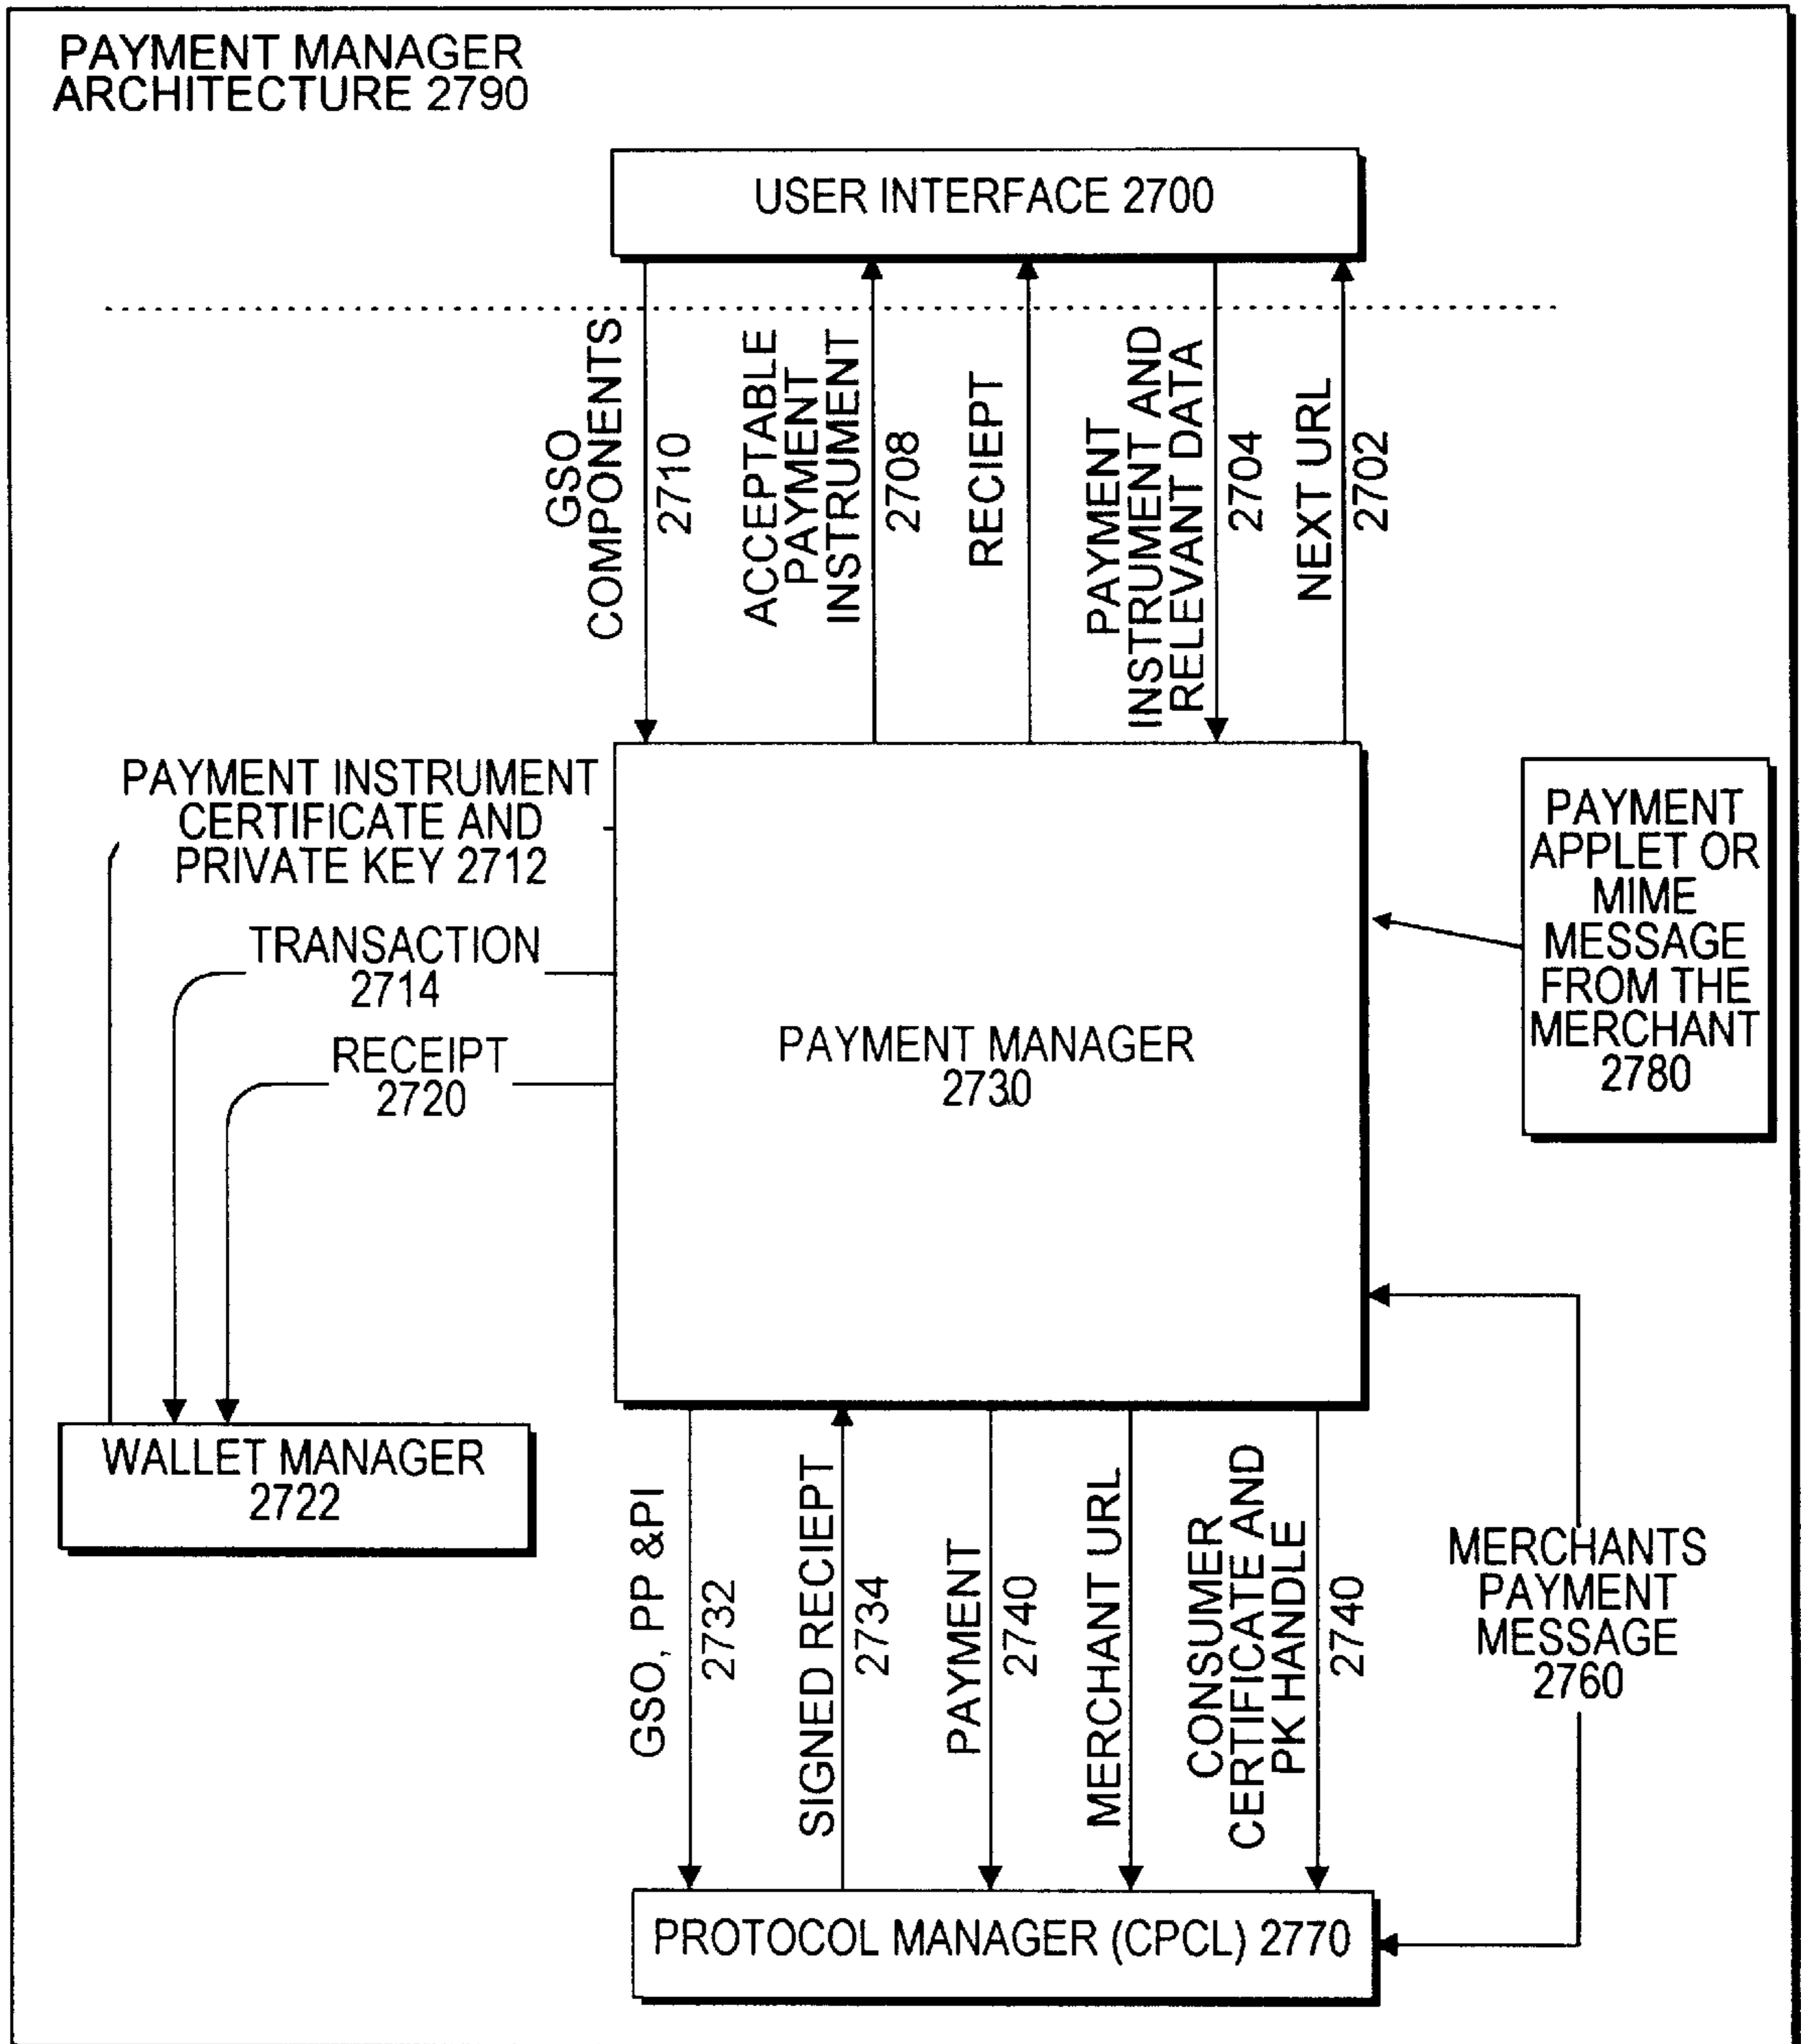 PAYMENT MANAGER
ARCHITECTURE 2790
USER INTERFACE 2700
GSO
COMPONENTS
2710
ACCEPTABLE
PAYMENT
INSTRUMENT
2708
RECIEPT
PAYMENT
INSTRUMENT AND
RELEVANT DATA
2704
NEXT URL
2702
PAYMENT INSTRUMENT
CERTIFICATE AND
PRIVATE KEY 2712
TRANSACTION
2714
RECEIPT
2720
PAYMENT MANAGER
2730
PAYMENT
APPLET OR
MIME
MESSAGE
FROM THE
MERCHANT
2780
WALLET MANAGER
2722
GSO, PP &PI
2732
SIGNED RECIEPT
2734
PAYMENT
2740
MERCHANT URL
CONSUMER
CERTIFICATE AND
PK HANDLE
2740
MERCHANTS
PAYMENT
MESSAGE
2760
PROTOCOL MANAGER (CPCL) 2770